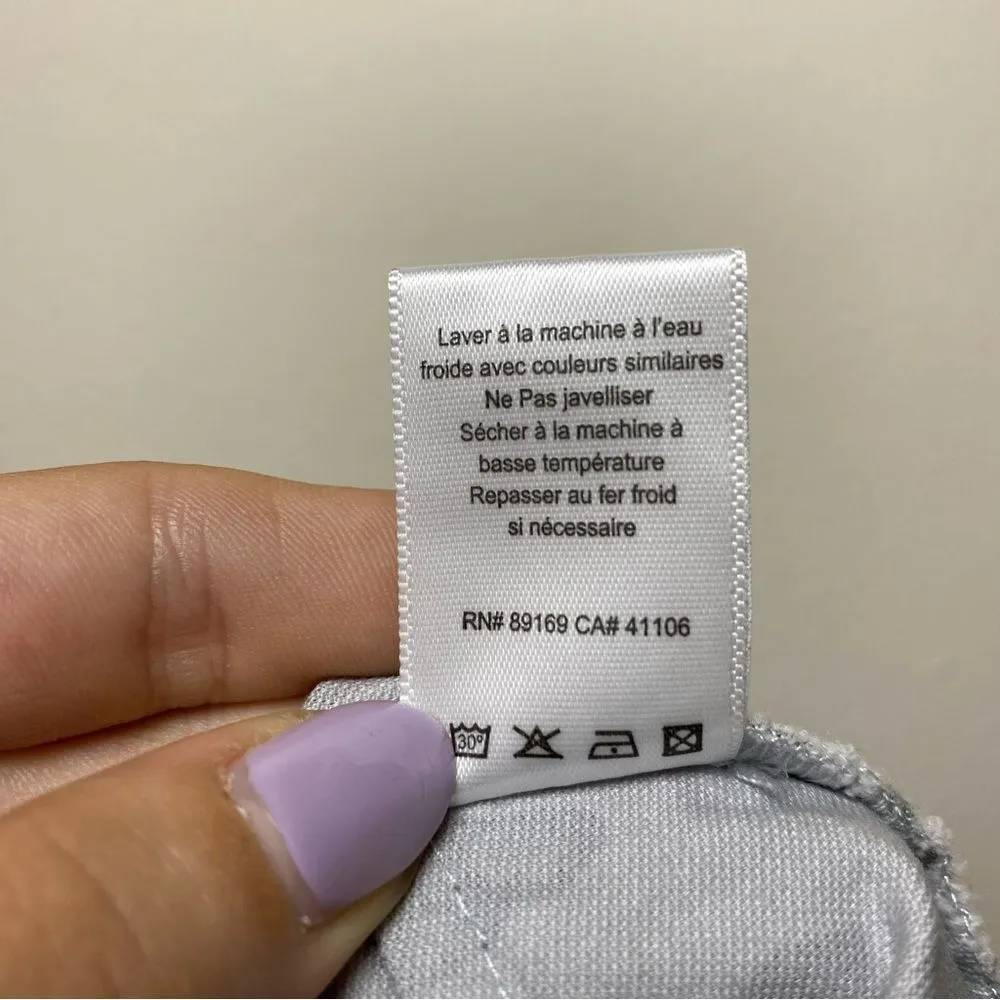 Laver à la machine à l'eau
froide avec couleurs similaires
Ne Pas javelliser
Sécher à la machine à
basse température
Repasser au fer froid
si nécessaire
RN# 89169 CA# 41106
30°